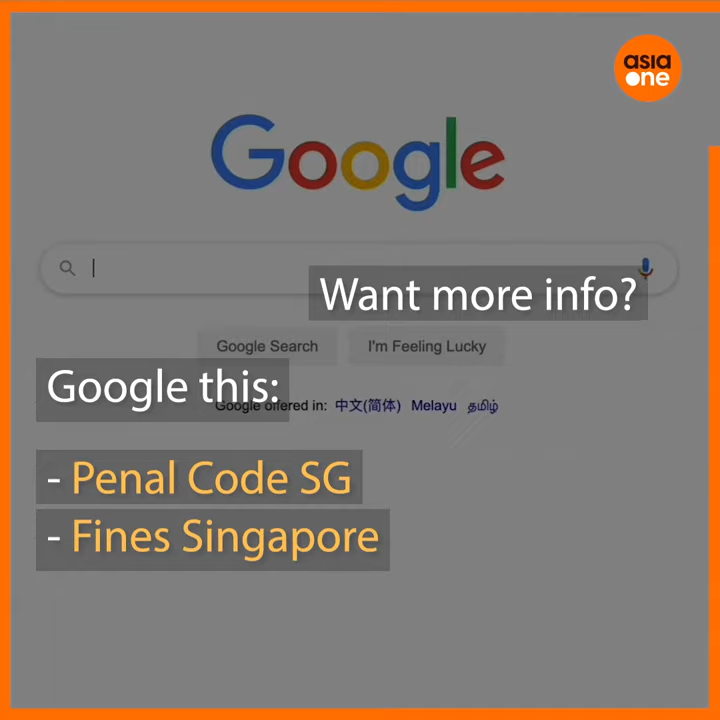 asia
one
Google
Want more info?
Google Search
I'm Feeling Lucky
Google this:
Google offered in: 中文(简体) Melayu தமிழ்
- Penal Code SG
- Fines Singapore